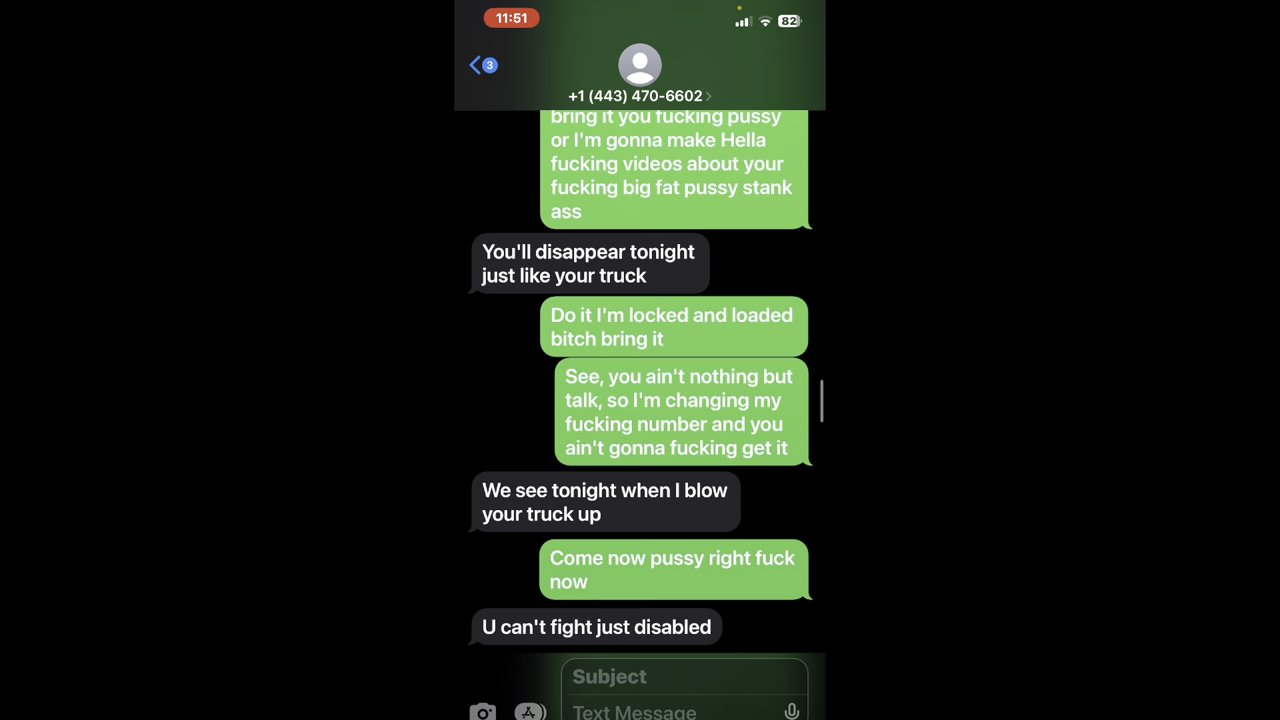 11:51
82
3
+1 (443) 470-6602
bring it you fucking pussy
or I'm gonna make Hella
fucking videos about your
fucking big fat pussy stank
ass
You'll disappear tonight
just like your truck
Do it I'm locked and loaded
bitch bring it
See, you ain't nothing but
talk, so I'm changing my
fucking number and you
ain't gonna fucking get it
We see tonight when I blow
your truck up
Come now pussy right fuck
now
U can't fight just disabled
Subject
Text Message